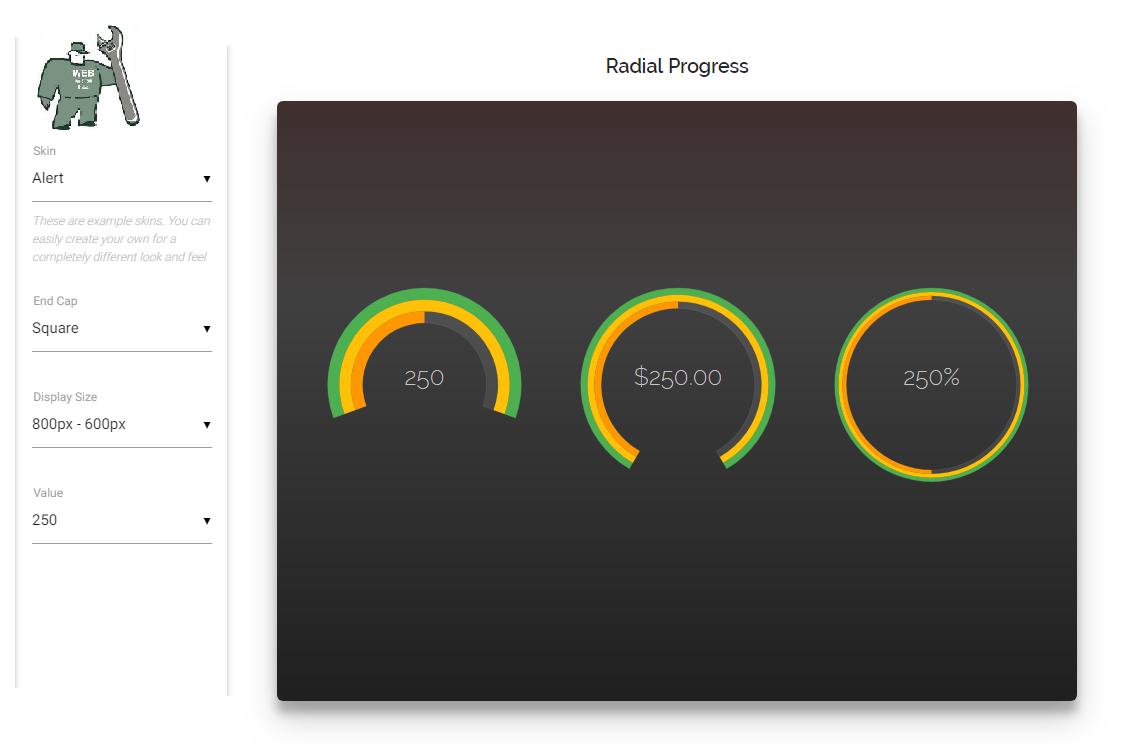 WEB
Skin
Alert
These are example skins. You can
easily create your own for a
completely different look and feel
End Cap
Square
Display Size
800px - 600px
Value
250
Radial Progress
250
$250.00
250%